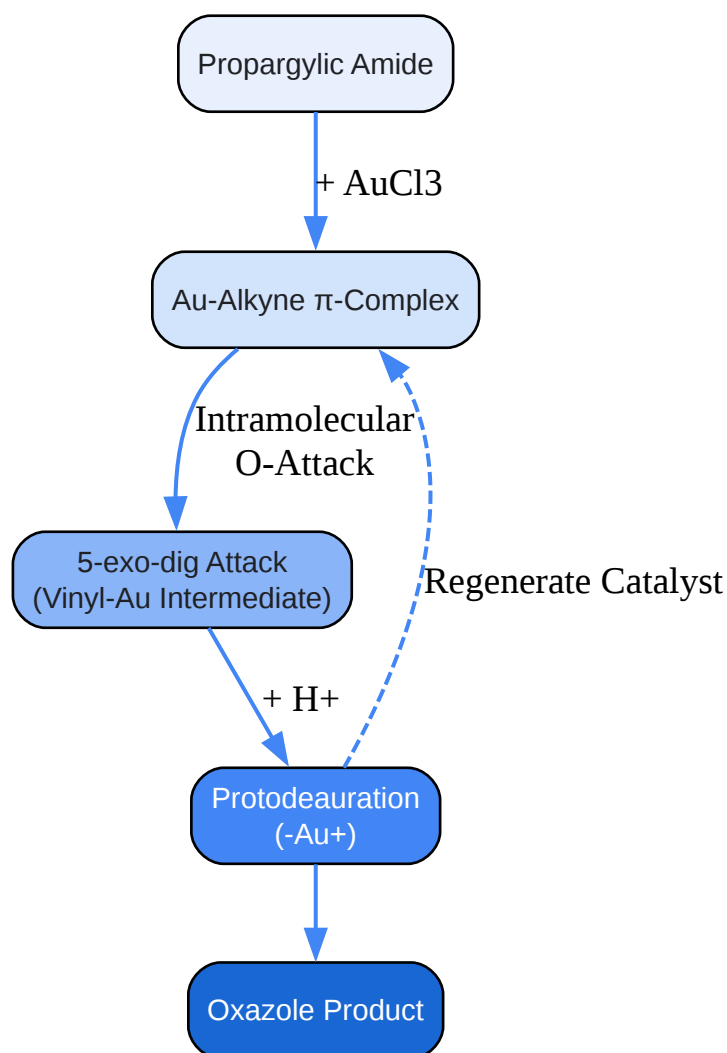 Propargylic Amide
+ AuCl3
Au-Alkyne π-Complex
Intramolecular
O-Attack
5-exo-dig Attack
(Vinyl-Au Intermediate)
Regenerate Catalyst
+ H+
Protodeauration
(-Au+)
Oxazole Product